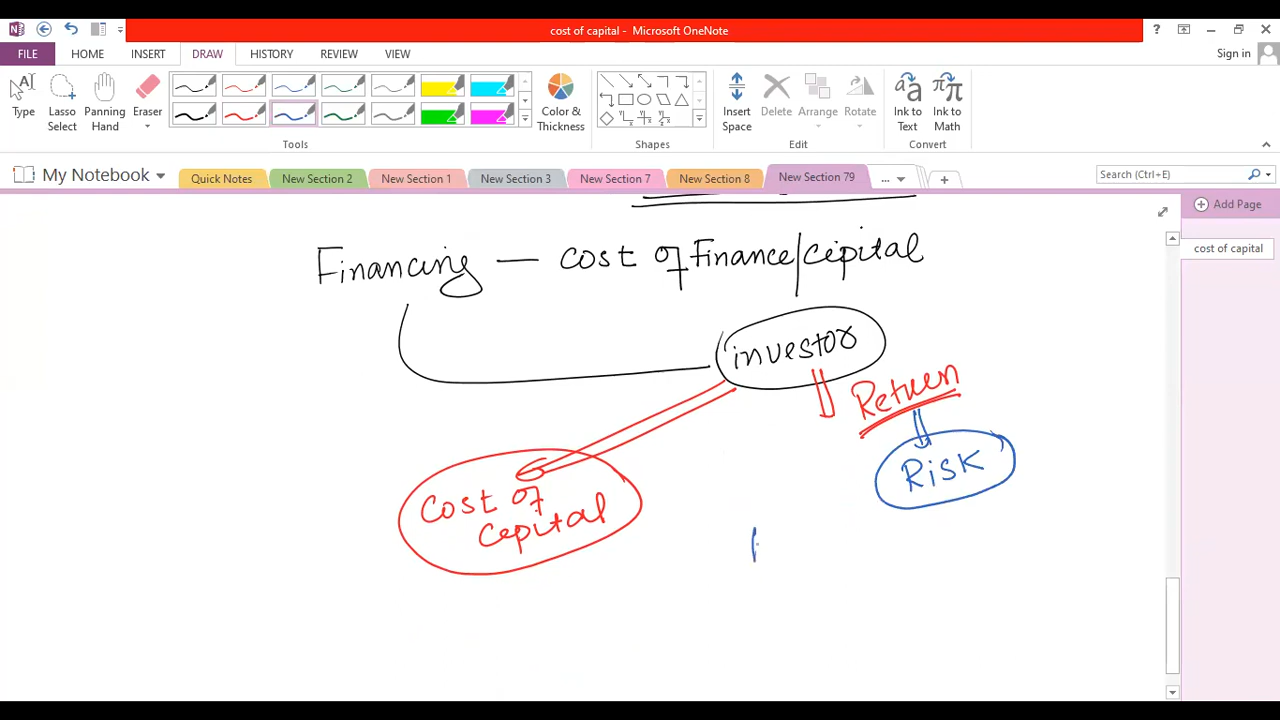 cost of capital - Microsoft OneNote
FILE HOME INSERT DRAW HISTORY REVIEW VIEW
Sign in
Type
Lasso Select
Panning Hand
Eraser
Color & Thickness
Insert Space
Delete
Arrange
Rotate
Ink to Text
Ink to Math
Tools
Shapes
Edit
Convert
My Notebook
Quick Notes
New Section 2
New Section 1
New Section 3
New Section 7
New Section 8
New Section 79
...
Search (Ctrl+E)
Add Page
cost of capital
Financing — cost of Finance/cepital
investor
Return
Risk
cost of
cepital